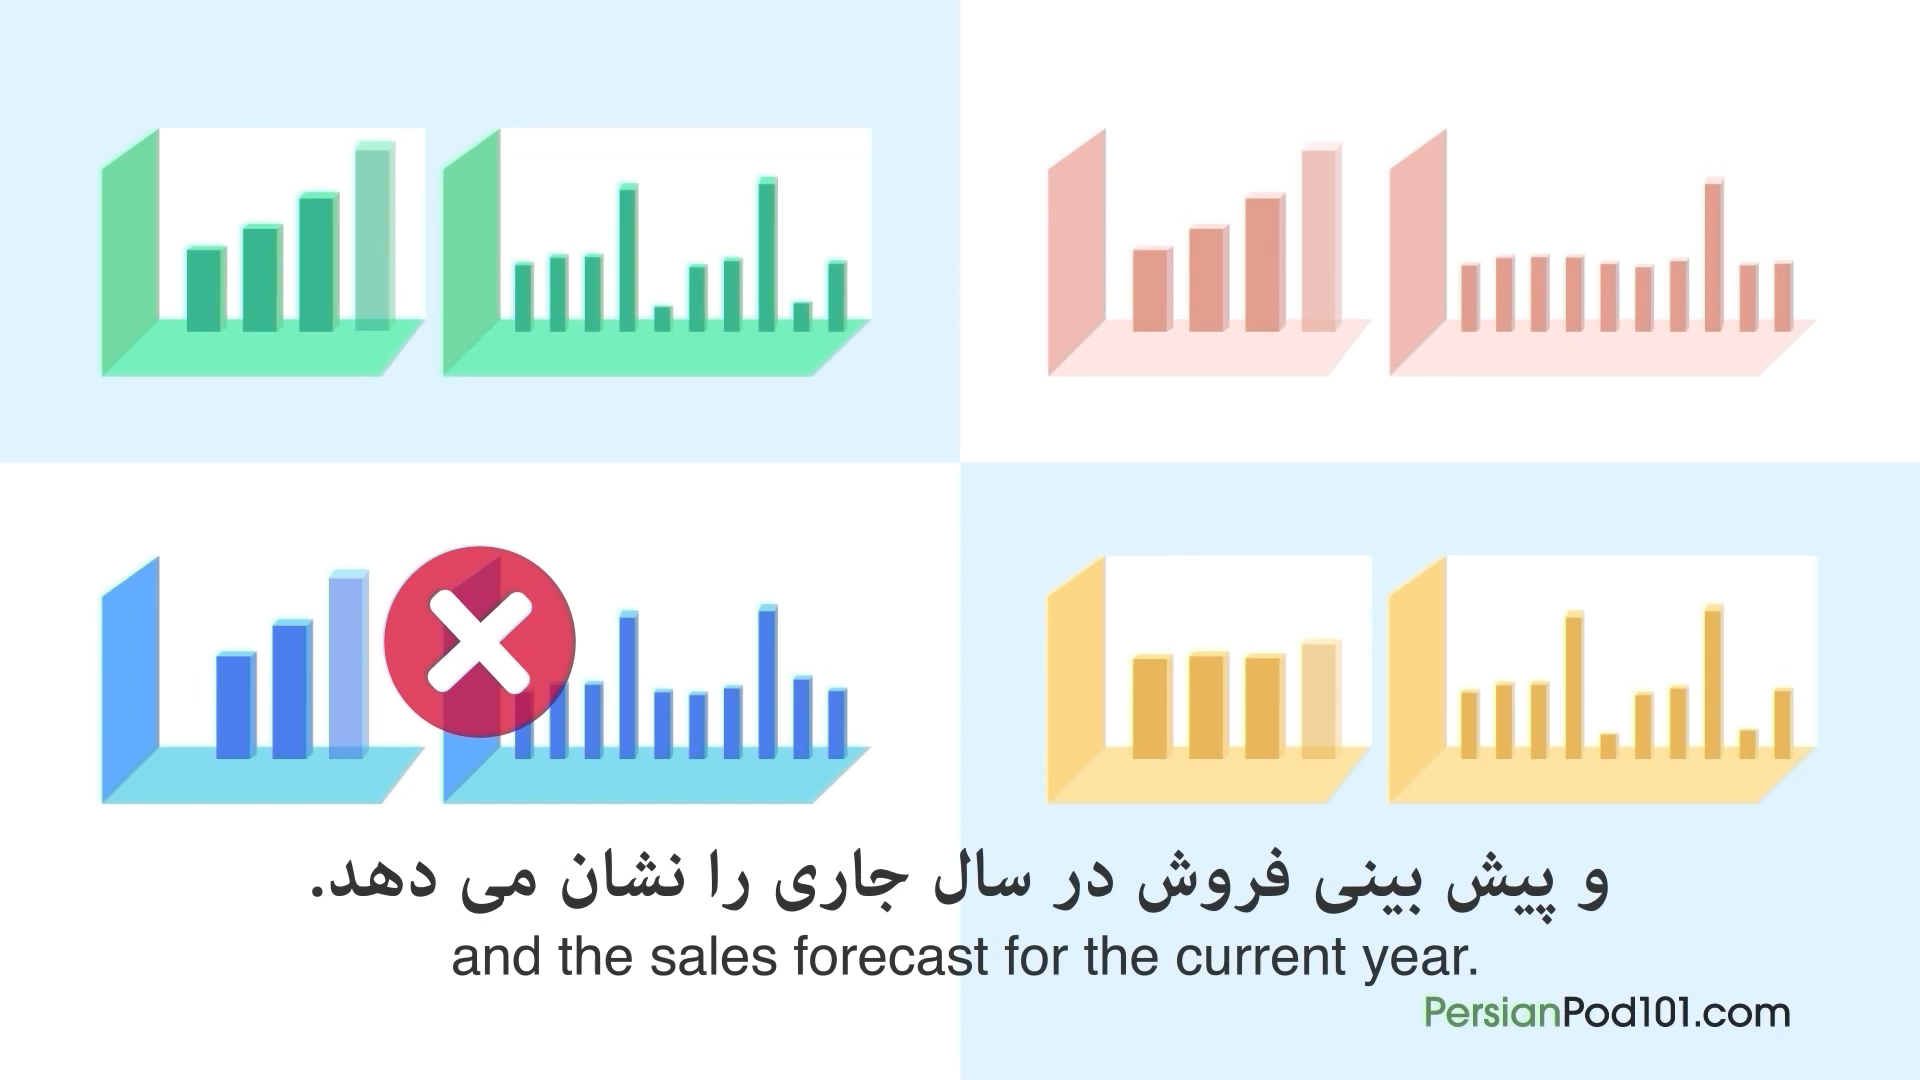 و پیش بینی فروش در سال جاری را نشان می دهد.
and the sales forecast for the current year.
PersianPod101.com